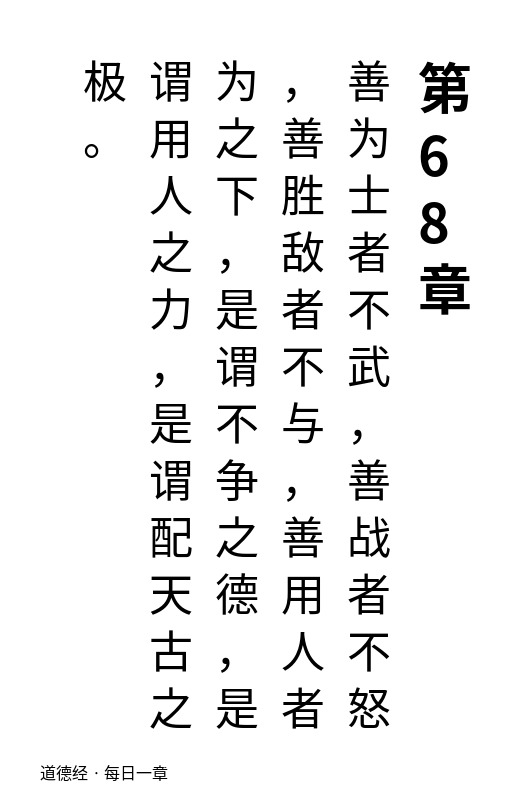 第68章
善为士者不武，善战者不怒
，善胜敌者不与，善用人者
为之下，是谓不争之德，是
谓用人之力，是谓配天古之
极。
道德经 · 每日一章